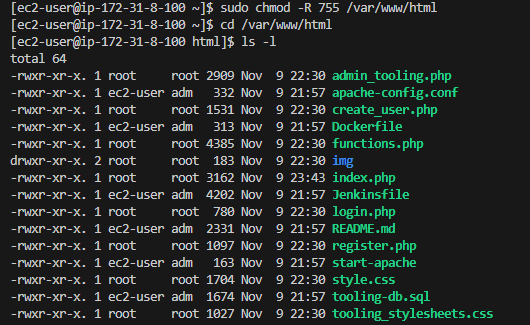 [ec2-user@ip-172-31-8-100 ~]$ sudo chmod -R 755 /var/www/html
[ec2-user@ip-172-31-8-100 ~]$ cd /var/www/html
[ec2-user@ip-172-31-8-100 html]$ ls -l
total 64
-rwxr-xr-x. 1 root     root 2909 Nov  9 22:30 admin_tooling.php
-rwxr-xr-x. 1 ec2-user adm   332 Nov  9 21:57 apache-config.conf
-rwxr-xr-x. 1 root     root 1531 Nov  9 22:30 create_user.php
-rwxr-xr-x. 1 ec2-user adm   313 Nov  9 21:57 Dockerfile
-rwxr-xr-x. 1 root     root 4385 Nov  9 22:30 functions.php
drwxr-xr-x. 2 root     root  183 Nov  9 22:30 img
-rwxr-xr-x. 1 root     root 3162 Nov  9 23:43 index.php
-rwxr-xr-x. 1 ec2-user adm  4202 Nov  9 21:57 Jenkinsfile
-rwxr-xr-x. 1 root     root  780 Nov  9 22:30 login.php
-rwxr-xr-x. 1 ec2-user adm  2331 Nov  9 21:57 README.md
-rwxr-xr-x. 1 root     root 1097 Nov  9 22:30 register.php
-rwxr-xr-x. 1 ec2-user adm   163 Nov  9 21:57 start-apache
-rwxr-xr-x. 1 root     root 1704 Nov  9 22:30 style.css
-rwxr-xr-x. 1 ec2-user adm  1674 Nov  9 21:57 tooling-db.sql
-rwxr-xr-x. 1 root     root 1027 Nov  9 22:30 tooling_stylesheets.css